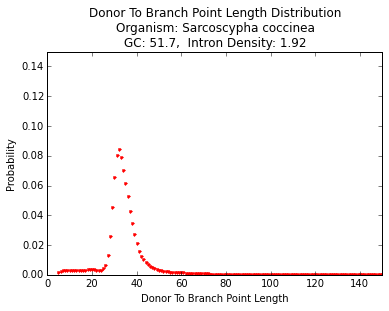 Donor To Branch Point Length Distribution
Organism: Sarcoscypha coccinea
GC: 51.7,  Intron Density: 1.92
0.14
0.12
0.10
0.08
0.06
0.04
0.02
0.00
Probability
0 20 40 60 80 100 120 140
Donor To Branch Point Length